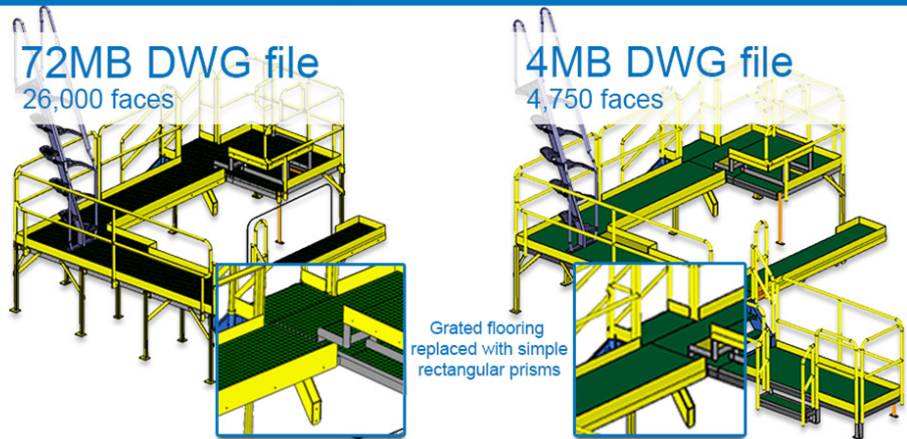 72MB DWG file
26,000 faces
4MB DWG file
4,750 faces
Grated flooring
replaced with simple
rectangular prisms